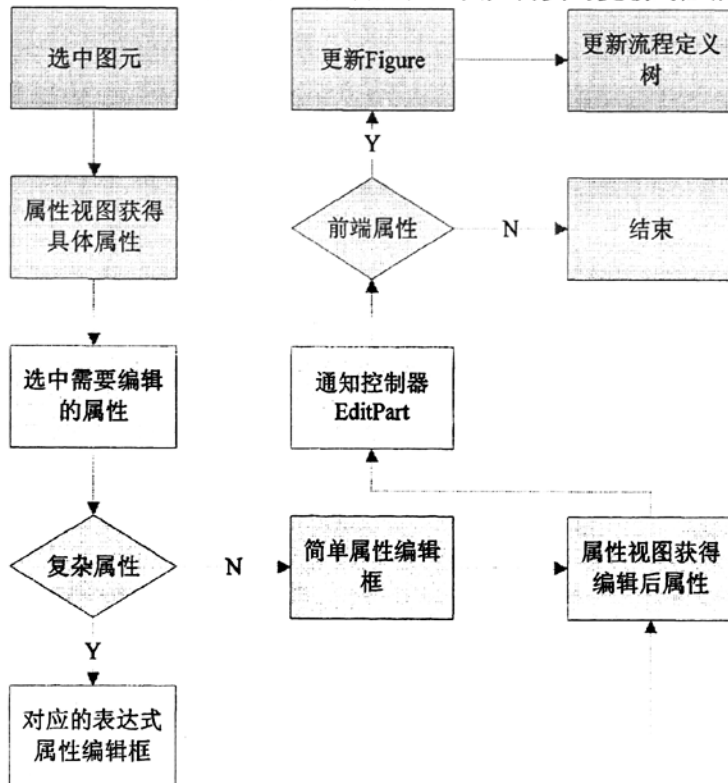 选中图元
更新Figure
更新流程定义
树
Y
属性视图获得
具体属性
前端属性
N
结束
选中需要编辑
的属性
通知控制器
EditPart
复杂属性
N
简单属性编辑
框
属性视图获得
编辑后属性
Y
对应的表达式
属性编辑框